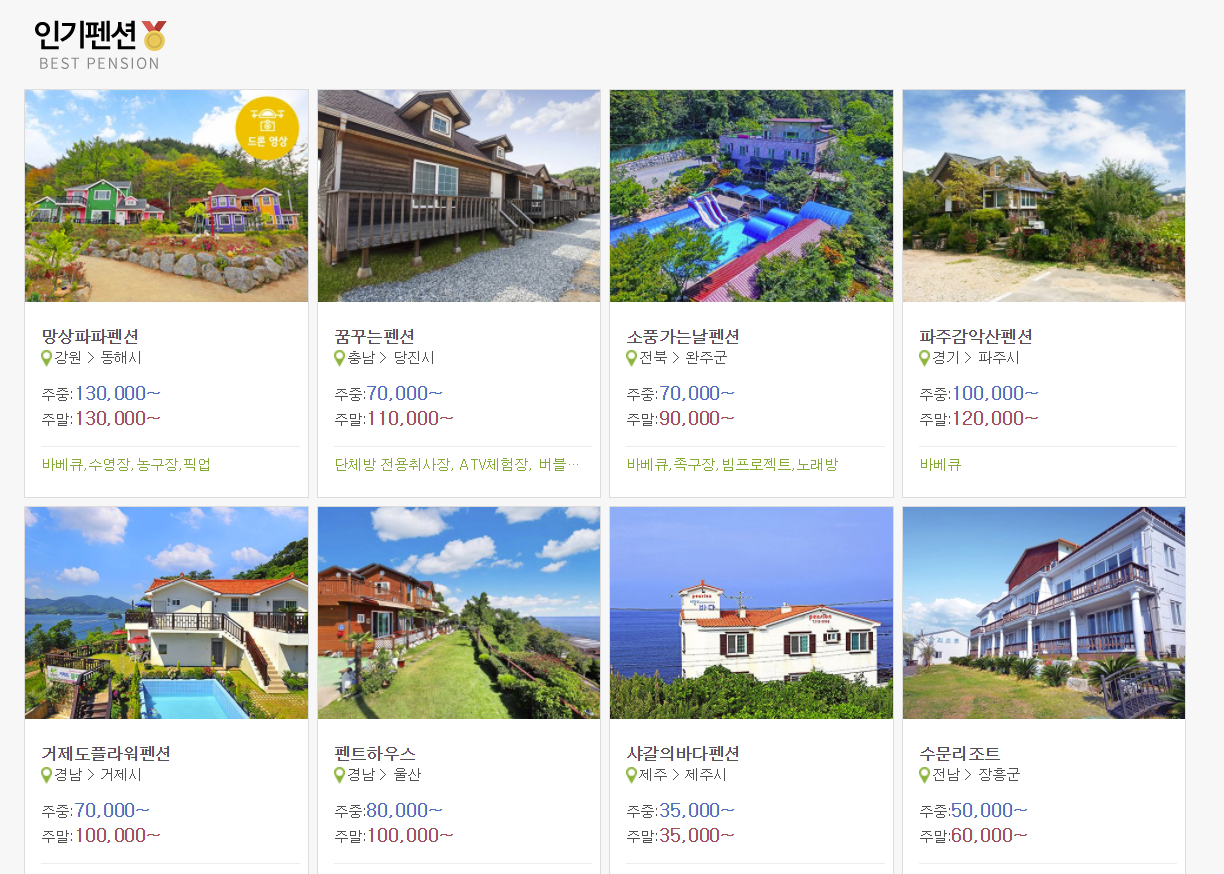 인기펜션
BEST PENSION
드론 영상
망상파파펜션
강원 > 동해시
주중:130,000~
주말:130,000~
바베큐,수영장,농구장,픽업
꿈꾸는펜션
충남 > 당진시
주중:70,000~
주말:110,000~
단체방 전용취사장, ATV체험장, 버블…
소풍가는날펜션
전북 > 완주군
주중:70,000~
주말:90,000~
바베큐,족구장,빔프로젝트,노래방
파주감악산펜션
경기 > 파주시
주중:100,000~
주말:120,000~
바베큐
pension
바다
pension
거제도플라워펜션
경남 > 거제시
주중:70,000~
주말:100,000~
펜트하우스
경남 > 울산
주중:80,000~
주말:100,000~
샤갈의바다펜션
제주 > 제주시
주중:35,000~
주말:35,000~
수문리조트
전남 > 장흥군
주중:50,000~
주말:60,000~